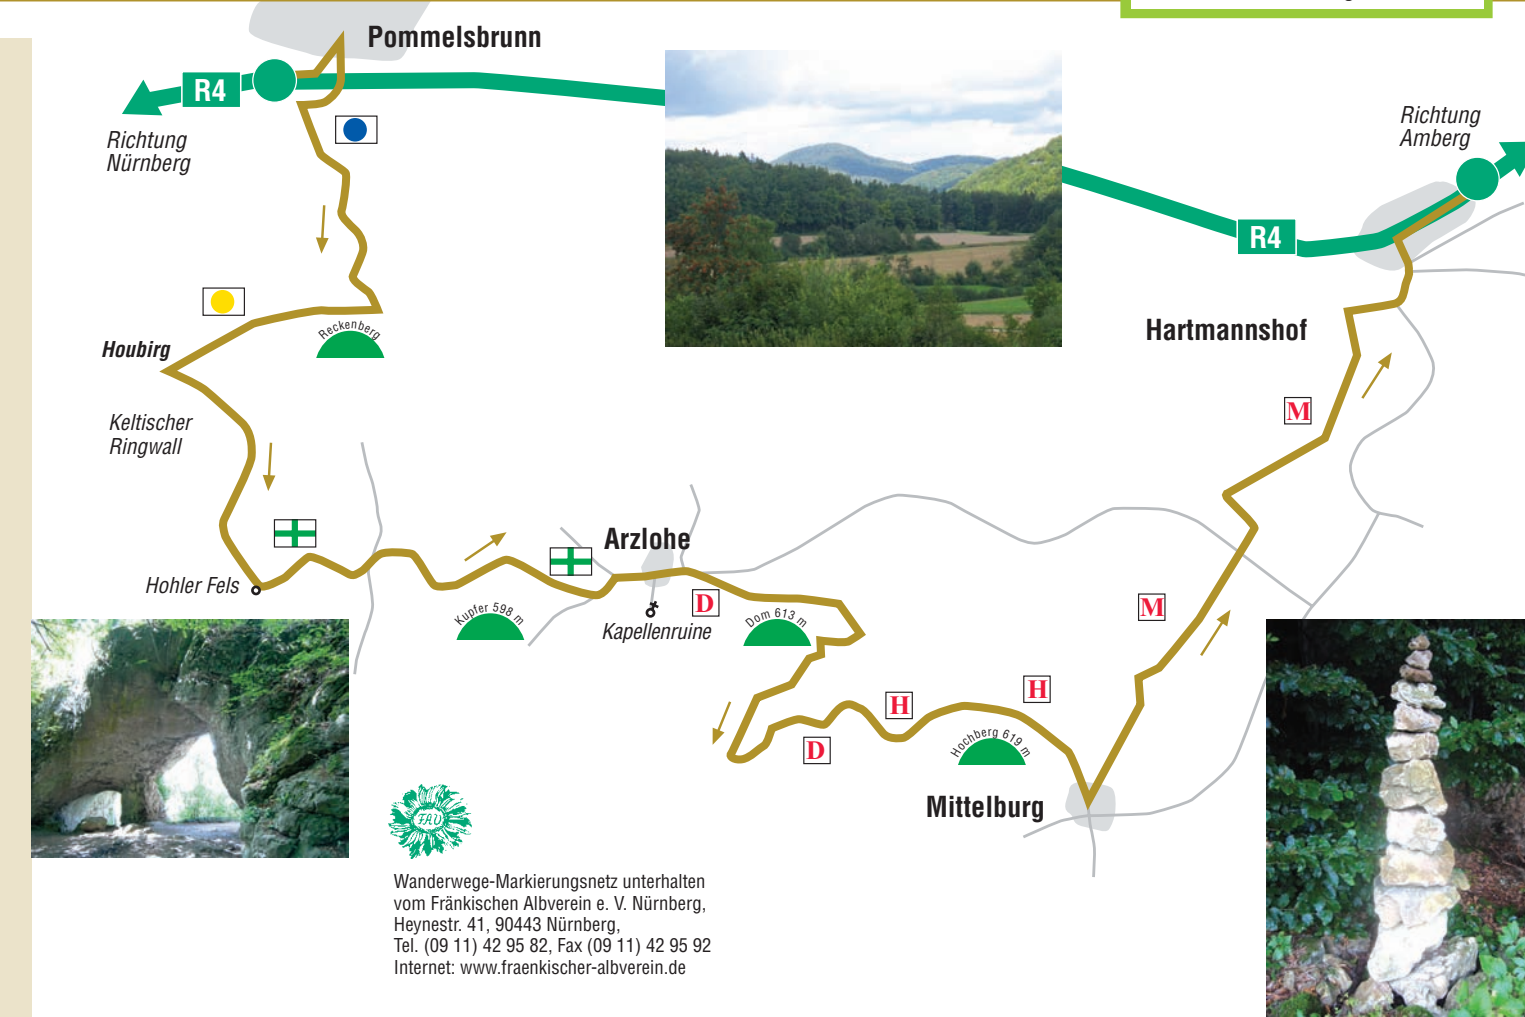 Pommelsbrunn
R4
Richtung
Nürnberg
Richtung
Amberg
R4
Reckenberg
Houbirg
Hartmannshof
Keltischer
Ringwall
M
Arzlohe
Hohler Fels
Kupfer 598 m
D
Dom 613 m
M
Kapellenruine
H
H
D
Hochberg 619 m
Mittelburg
FAV
Wanderwege-Markierungsnetz unterhalten
vom Fränkischen Albverein e. V. Nürnberg,
Heynestr. 41, 90443 Nürnberg,
Tel. (09 11) 42 95 82, Fax (09 11) 42 95 92
Internet: www.fraenkischer-albverein.de